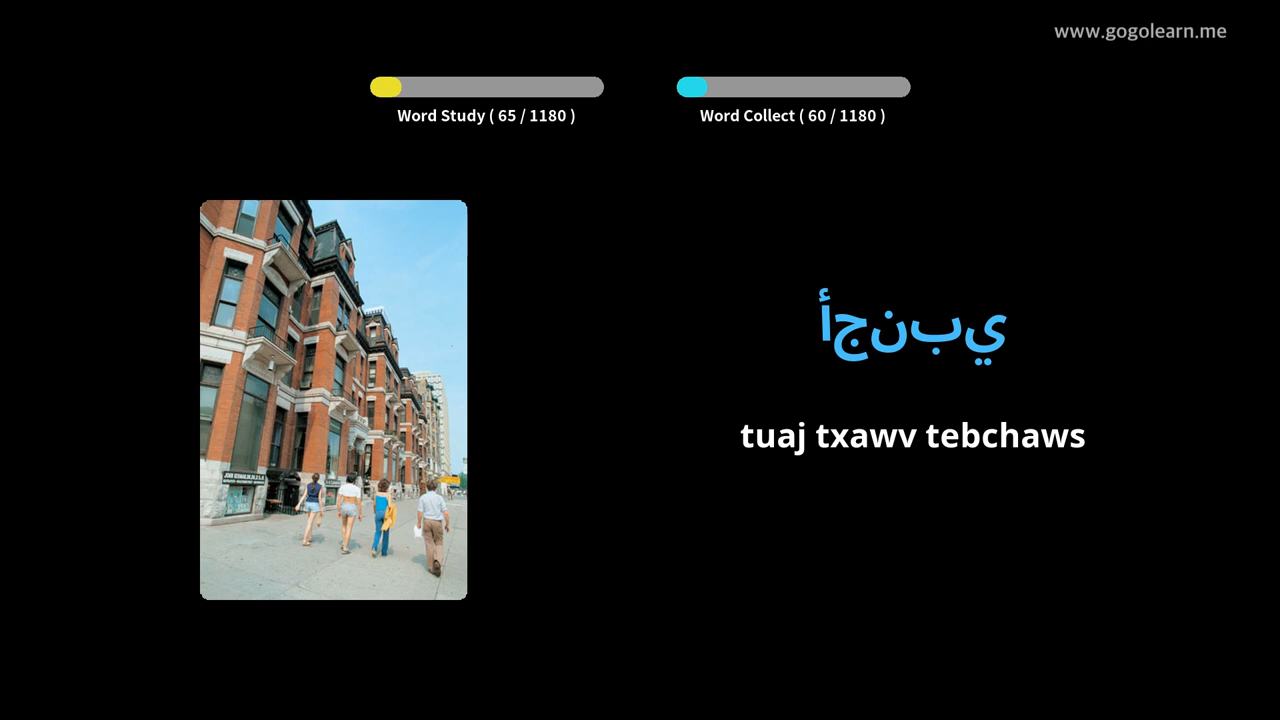 www.gogolearn.me
Word Study ( 65 / 1180 )
Word Collect ( 60 / 1180 )
أجنبي
tuaj txawv tebchaws